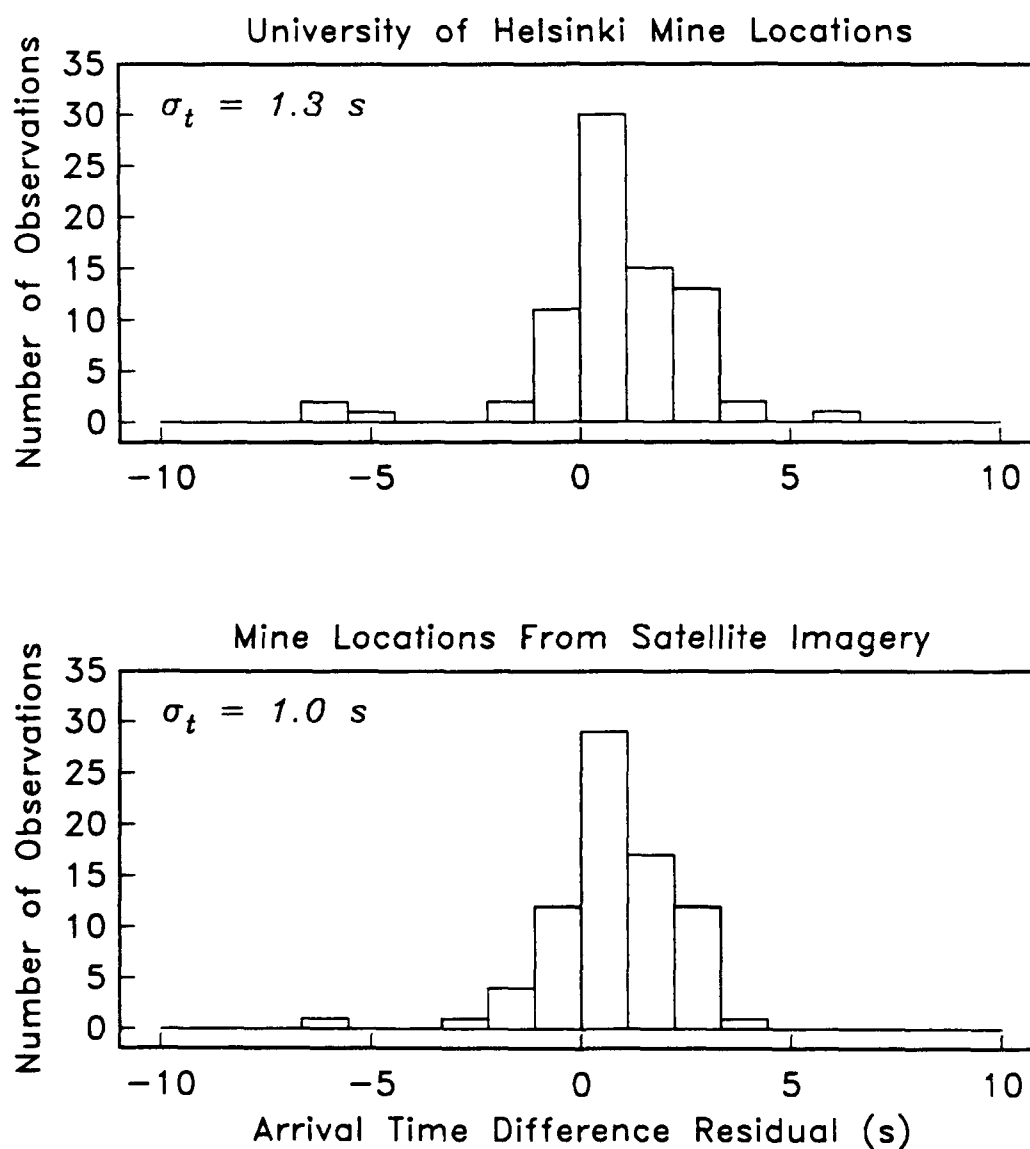 University of Helsinki Mine Locations
σt = 1.3 s
Number of Observations
35
30
25
20
15
10
5
0
-10 -5 0 5 10
Mine Locations From Satellite Imagery
σt = 1.0 s
Number of Observations
35
30
25
20
15
10
5
0
-10 -5 0 5 10
Arrival Time Difference Residual (s)